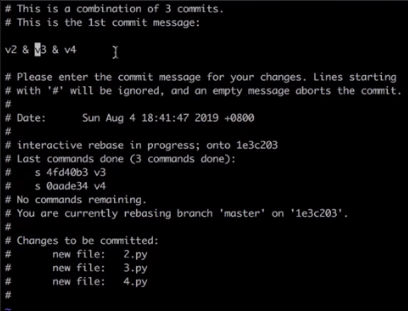 # This is a combination of 3 commits.
# This is the 1st commit message:

v2 & v3 & v4

# Please enter the commit message for your changes. Lines starting
# with '#' will be ignored, and an empty message aborts the commit.
#
# Date:      Sun Aug 4 18:41:47 2019 +0800
#
# interactive rebase in progress; onto 1e3c203
# Last commands done (3 commands done):
#    s 4fd40b3 v3
#    s 0aade34 v4
# No commands remaining.
# You are currently rebasing branch 'master' on '1e3c203'.
#
# Changes to be committed:
#       new file:   2.py
#       new file:   3.py
#       new file:   4.py
#
~